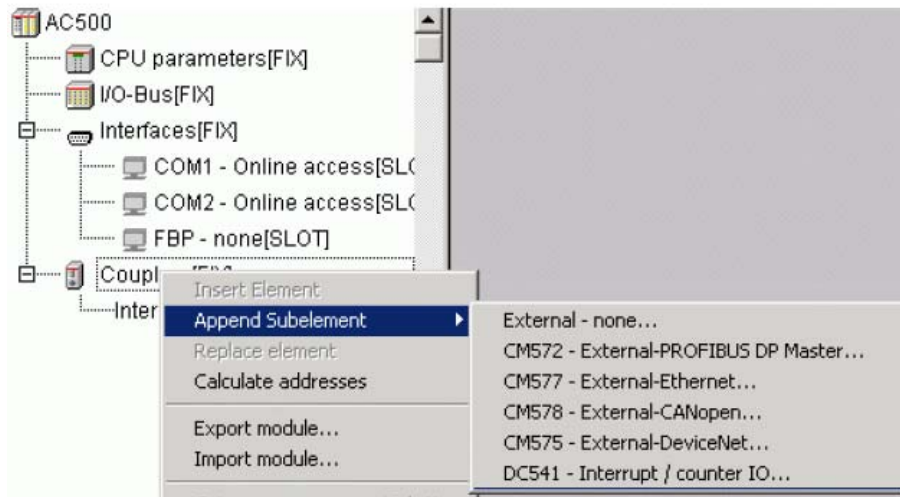 AC500
CPU parameters[FIX]
I/O-Bus[FIX]
Interfaces[FIX]
COM1 - Online access[SL
COM2 - Online access[SL
FBP - none[SLOT]
Coupl
Inter
Insert Element
Append Subelement
Replace element
Calculate addresses
Export module...
Import module...
External - none...
CM572 - External-PROFIBUS DP Master...
CM577 - External-Ethernet...
CM578 - External-CANopen...
CM575 - External-DeviceNet...
DC541 - Interrupt / counter IO...